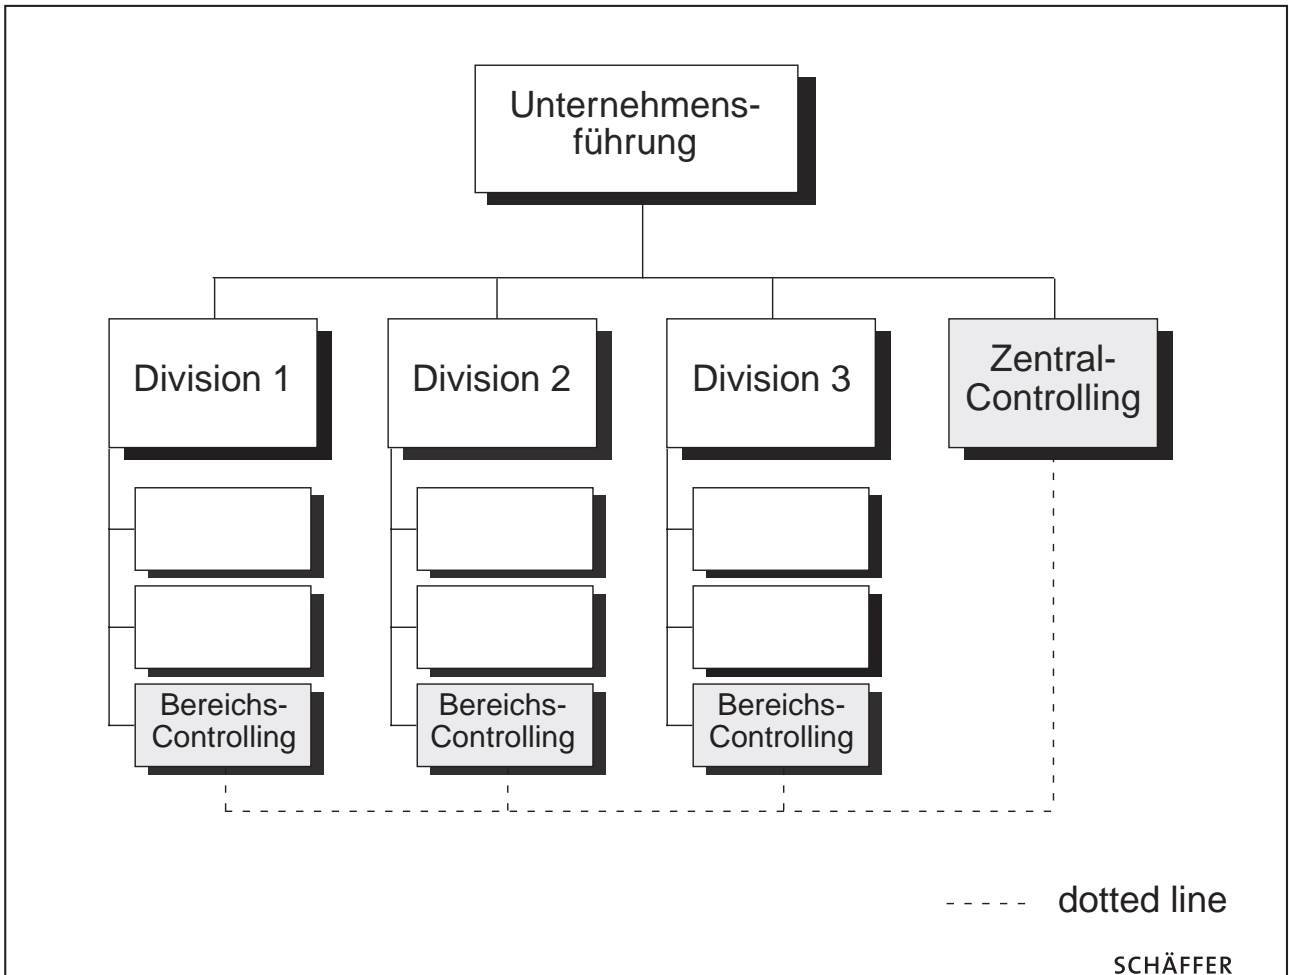 Unternehmens-
führung
Division 1
Division 2
Division 3
Zentral-
Controlling
Bereichs-
Controlling
Bereichs-
Controlling
Bereichs-
Controlling
dotted line
SCHÄFFER